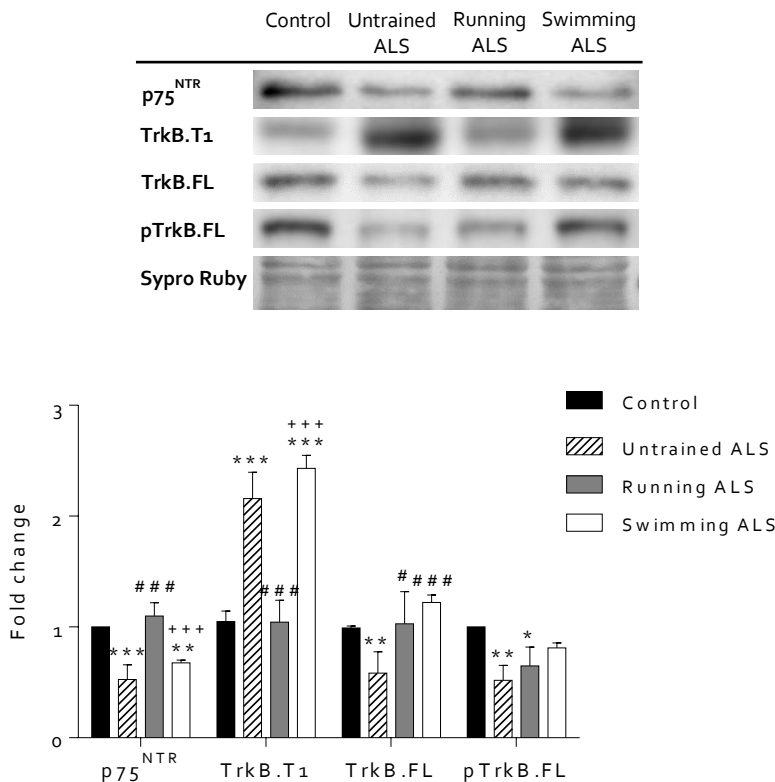 Control Untrained ALS Running ALS Swimming ALS
p75NTR
TrkB.T1
TrkB.FL
pTrkB.FL
Sypro Ruby
Fold change
3
2
1
0
*** ### +++ **
*** ### +++ ***
** # ###
** *
p75NTR TrkB.T1 TrkB.FL pTrkB.FL
Control
Untrained ALS
Running ALS
Swimming ALS